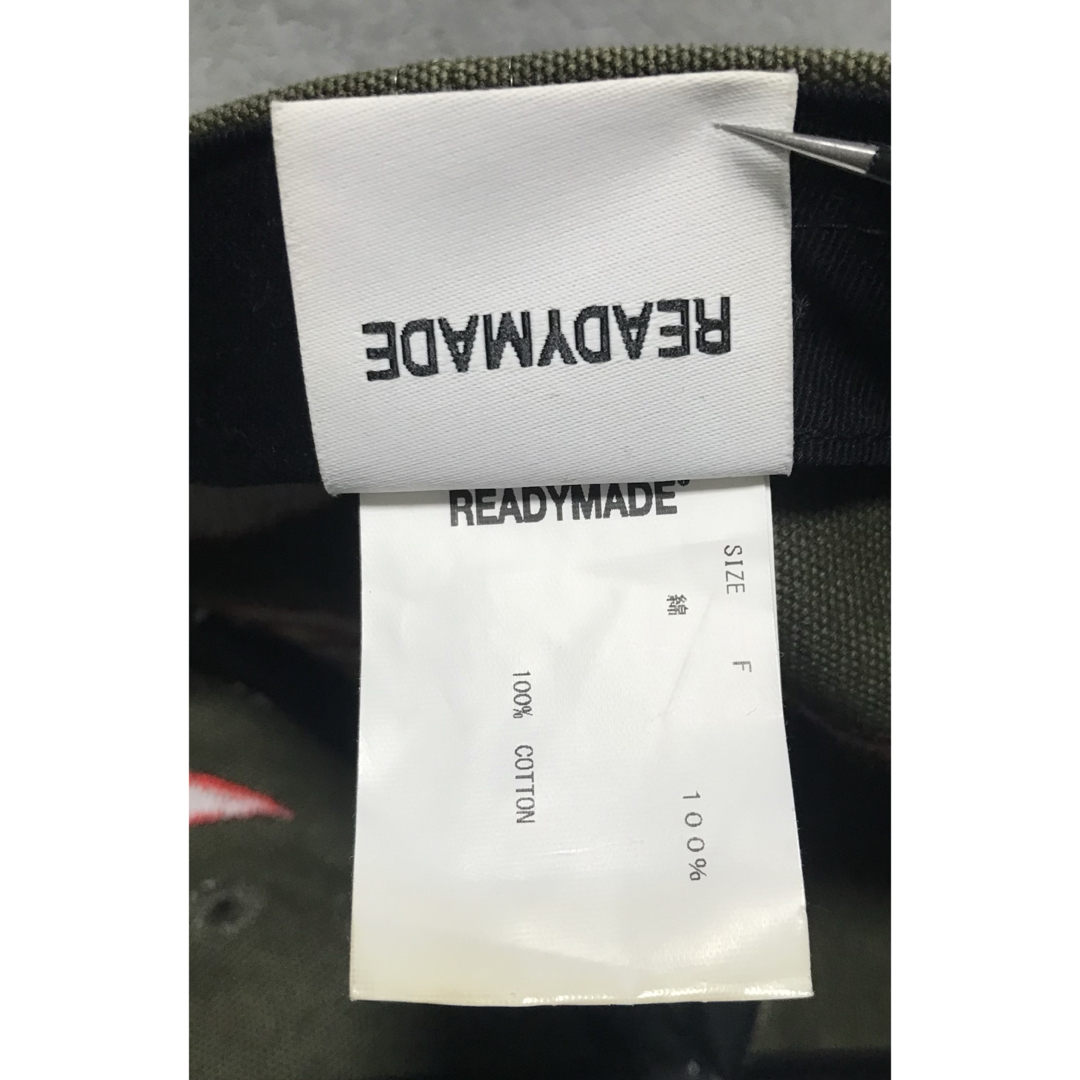 READYMADE
READYMADE®
SIZE F
綿 100%
100% COTTON